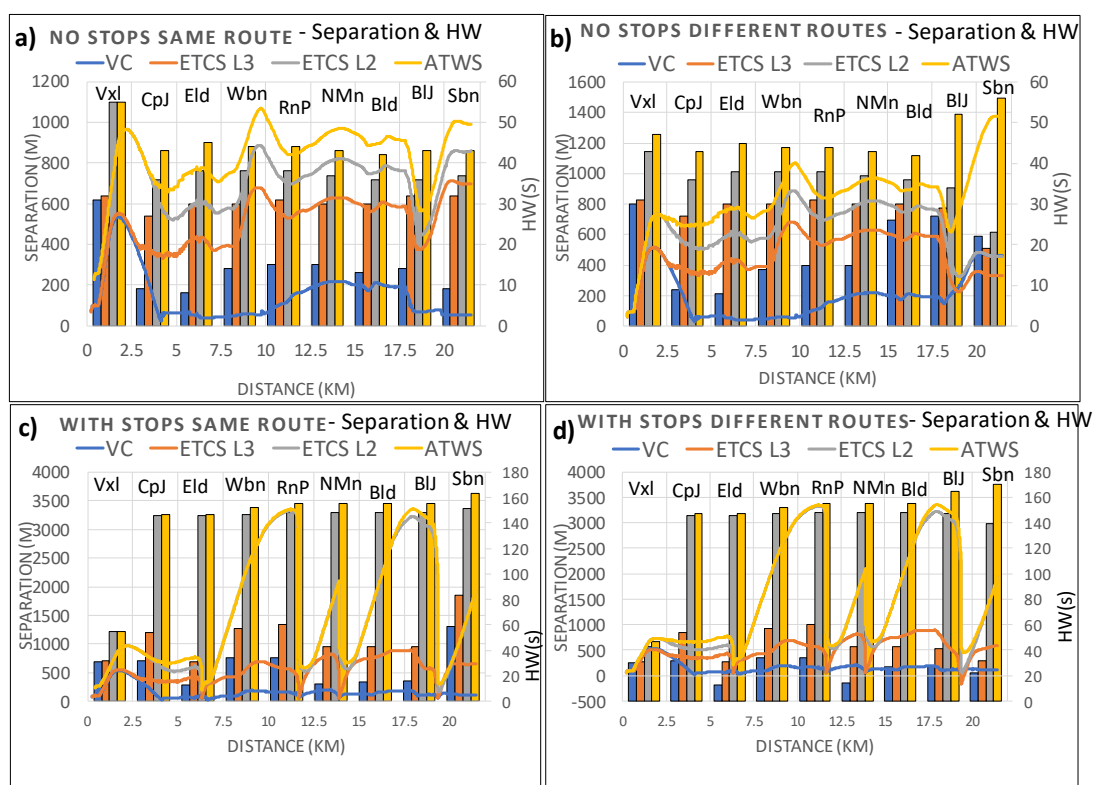 a) NO STOPS SAME ROUTE - Separation & HW
VC ETCS L3 ETCS L2 ATWS
1200
1000
800
600
400
200
0
SEPARATION (M)
60
50
40
30
20
10
0
HW(S)
Vxl CpJ Eld Wbn RnP NMn Bld BlJ Sbn
0 2.5 5 7.5 10 12.5 15 17.5 20
DISTANCE (KM)
b) NO STOPS DIFFERENT ROUTES - Separation & HW
VC ETCS L3 ETCS L2 ATWS
1600
1400
1200
1000
800
600
400
200
0
SEPARATION (M)
60
50
40
30
20
10
0
HW(S)
Vxl CpJ Eld Wbn RnP NMn Bld BlJ Sbn
0 2.5 5 7.5 10 12.5 15 17.5 20
DISTANCE (KM)
c) WITH STOPS SAME ROUTE- Separation & HW
VC ETCS L3 ETCS L2 ATWS
4000
3500
3000
2500
2000
1500
1000
500
0
SEPARATION (M)
180
160
140
120
100
80
60
40
20
0
HW(s)
Vxl CpJ Eld Wbn RnP NMn Bld BlJ Sbn
0 2.5 5 7.5 10 12.5 15 17.5 20
DISTANCE (KM)
d) WITH STOPS DIFFERENT ROUTES- Separation & HW
VC ETCS L3 ETCS L2 ATWS
4000
3500
3000
2500
2000
1500
1000
500
0
-500
SEPARATION (M)
180
160
140
120
100
80
60
40
20
0
HW(s)
Vxl CpJ Eld Wbn RnP NMn Bld BlJ Sbn
0 2.5 5 7.5 10 12.5 15 17.5 20
DISTANCE (KM)